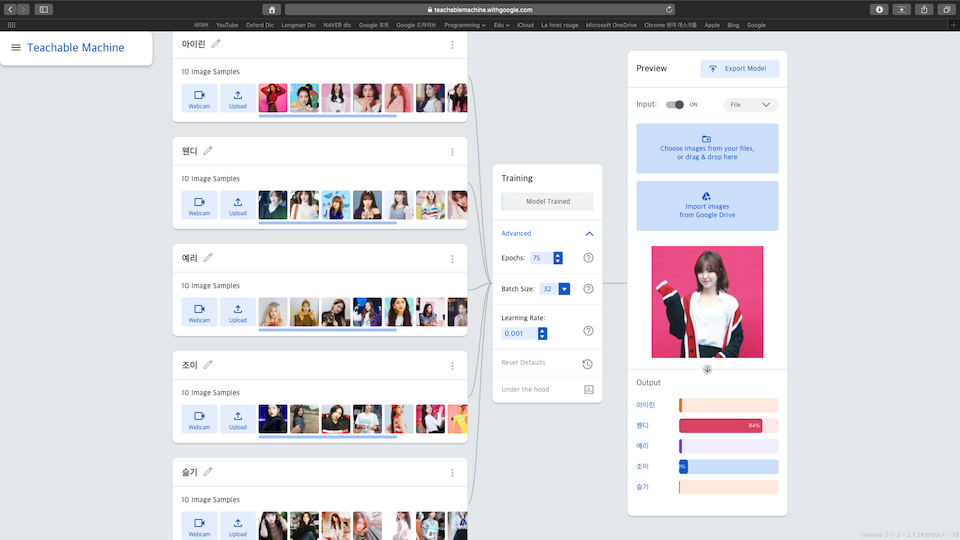 teachablemachine.withgoogle.com
네이버 YouTube Oxford Dic Longman Dic NAVER dic Google 포토 Google 드라이브 Programming Edu iCloud La foret rouge Microsoft OneDrive Chrome 원격 데스크톱 Apple Bing Google
Teachable Machine
아이린
10 Image Samples
Webcam Upload
웬디
10 Image Samples
Webcam Upload
예리
10 Image Samples
Webcam Upload
조이
10 Image Samples
Webcam Upload
슬기
10 Image Samples
Webcam Upload
Training
Model Trained
Advanced
Epochs: 75
Batch Size: 32
Learning Rate:
0.001
Reset Defaults
Under the hood
Preview
Export Model
Input: ON File
Choose images from your files,
or drag & drop here
Import images
from Google Drive
Output
아이린
웬디 84%
예리
조이
슬기